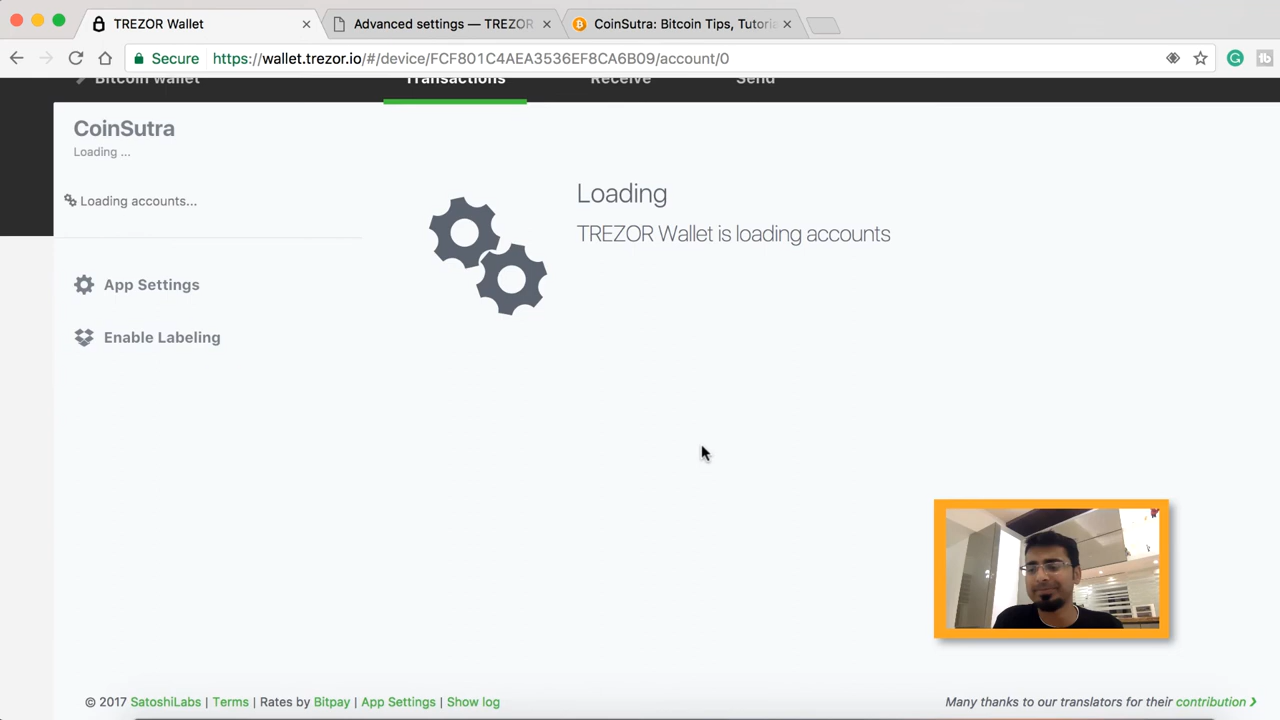 TREZOR Wallet
Advanced settings — TREZOR
CoinSutra: Bitcoin Tips, Tutori
Secure https://wallet.trezor.io/#/device/FCF801C4AEA3536EF8CA6B09/account/0
Bitcoin wallet Transactions Receive Send
CoinSutra
Loading ...
Loading accounts...
Loading
TREZOR Wallet is loading accounts
App Settings
Enable Labeling
© 2017 SatoshiLabs | Terms | Rates by Bitpay | App Settings | Show log
Many thanks to our translators for their contribution ❯